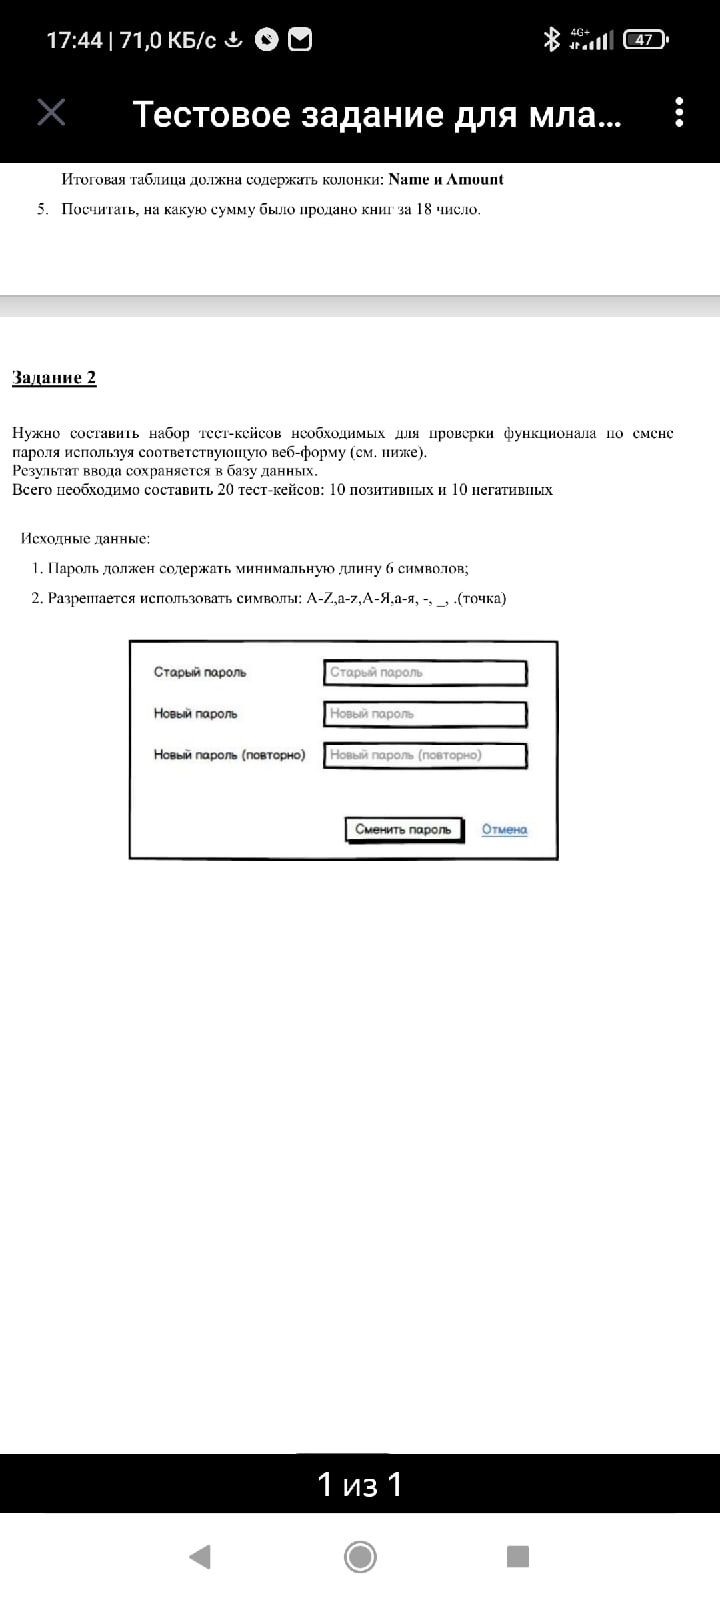 17:44 | 71,0 КБ/с
4G+
47
Тестовое задание для мла...
Итоговая таблица должна содержать колонки: Name и Amount
5. Посчитать, на какую сумму было продано книг за 18 число.
Задание 2
Нужно составить набор тест-кейсов необходимых для проверки функционала по смене
пароля используя соответствующую веб-форму (см. ниже).
Результат ввода сохраняется в базу данных.
Всего необходимо составить 20 тест-кейсов: 10 позитивных и 10 негативных
Исходные данные:
1. Пароль должен содержать минимальную длину 6 символов;
2. Разрешается использовать символы: A-Z,a-z,А-Я,а-я, -, _, .(точка)
Старый пароль Старый пароль
Новый пароль Новый пароль
Новый пароль (повторно) Новый пароль (повторно)
Сменить пароль Отмена
1 из 1